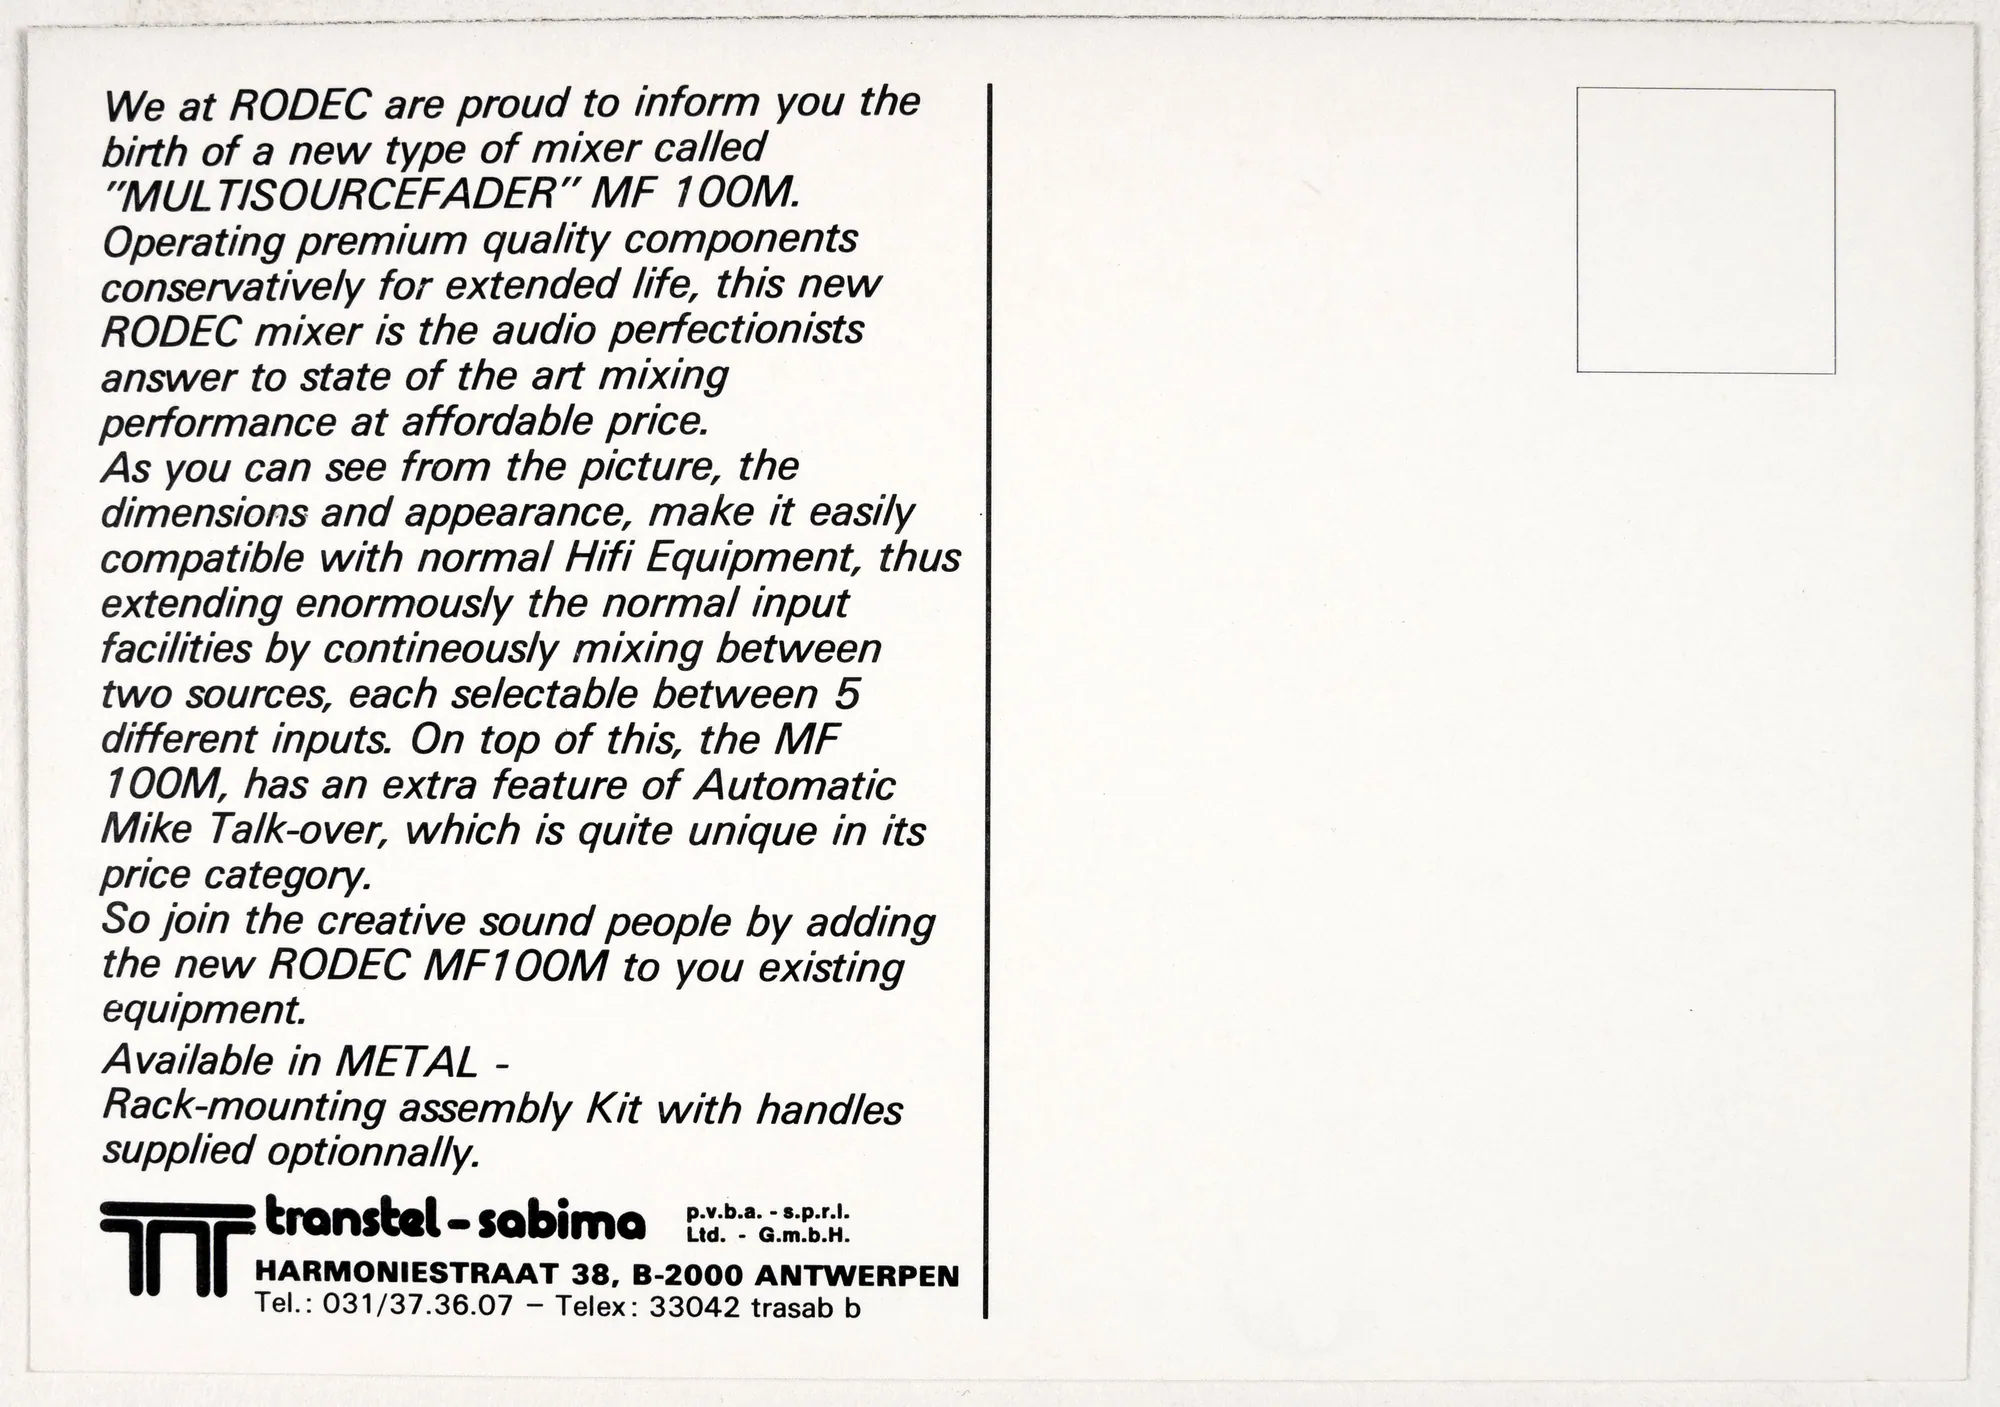 We at RODEC are proud to inform you the
birth of a new type of mixer called
"MULTISOURCEFADER" MF 100M.
Operating premium quality components
conservatively for extended life, this new
RODEC mixer is the audio perfectionists
answer to state of the art mixing
performance at affordable price.
As you can see from the picture, the
dimensions and appearance, make it easily
compatible with normal Hifi Equipment, thus
extending enormously the normal input
facilities by contineously mixing between
two sources, each selectable between 5
different inputs. On top of this, the MF
100M, has an extra feature of Automatic
Mike Talk-over, which is quite unique in its
price category.
So join the creative sound people by adding
the new RODEC MF100M to you existing
equipment.
Available in METAL -
Rack-mounting assembly Kit with handles
supplied optionnally.
transtel-sabima p.v.b.a. - s.p.r.l.
Ltd. - G.m.b.H.
HARMONIESTRAAT 38, B-2000 ANTWERPEN
Tel.: 031/37.36.07 – Telex: 33042 trasab b